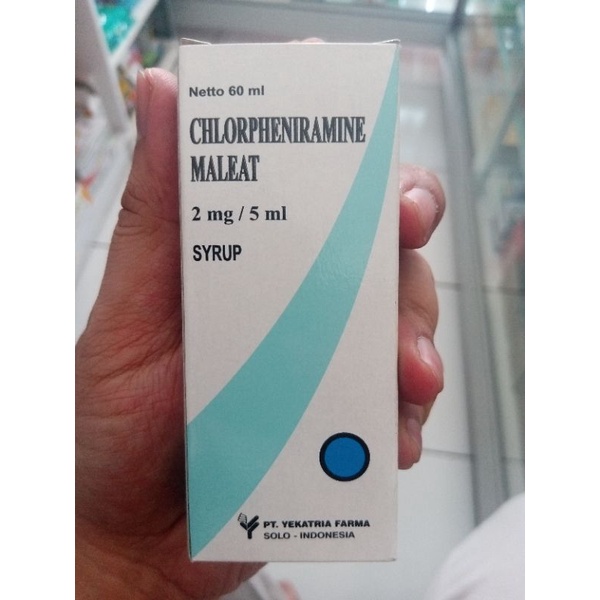 Netto 60 ml
CHLORPHENIRAMINE
MALEAT
2 mg / 5 ml
SYRUP
PT. YEKATRIA FARMA
SOLO - INDONESIA